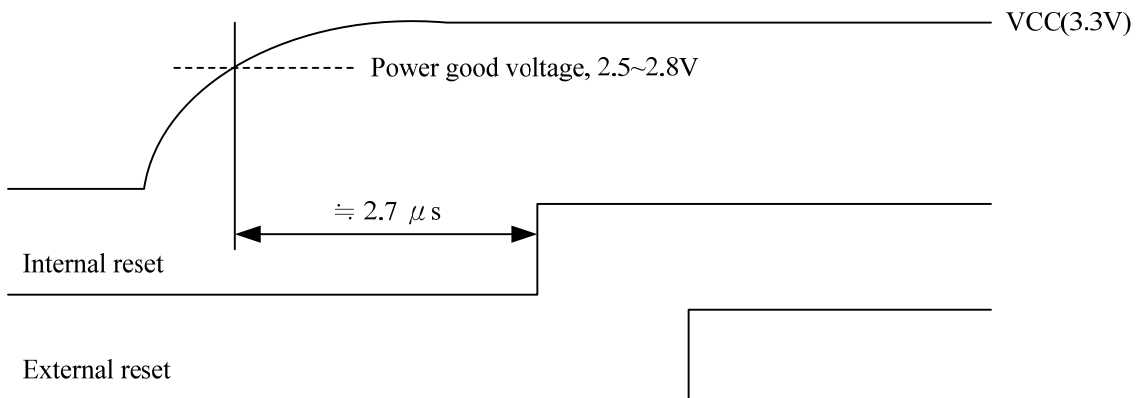 VCC(3.3V)
Power good voltage, 2.5~2.8V
≒ 2.7 μs
Internal reset
External reset